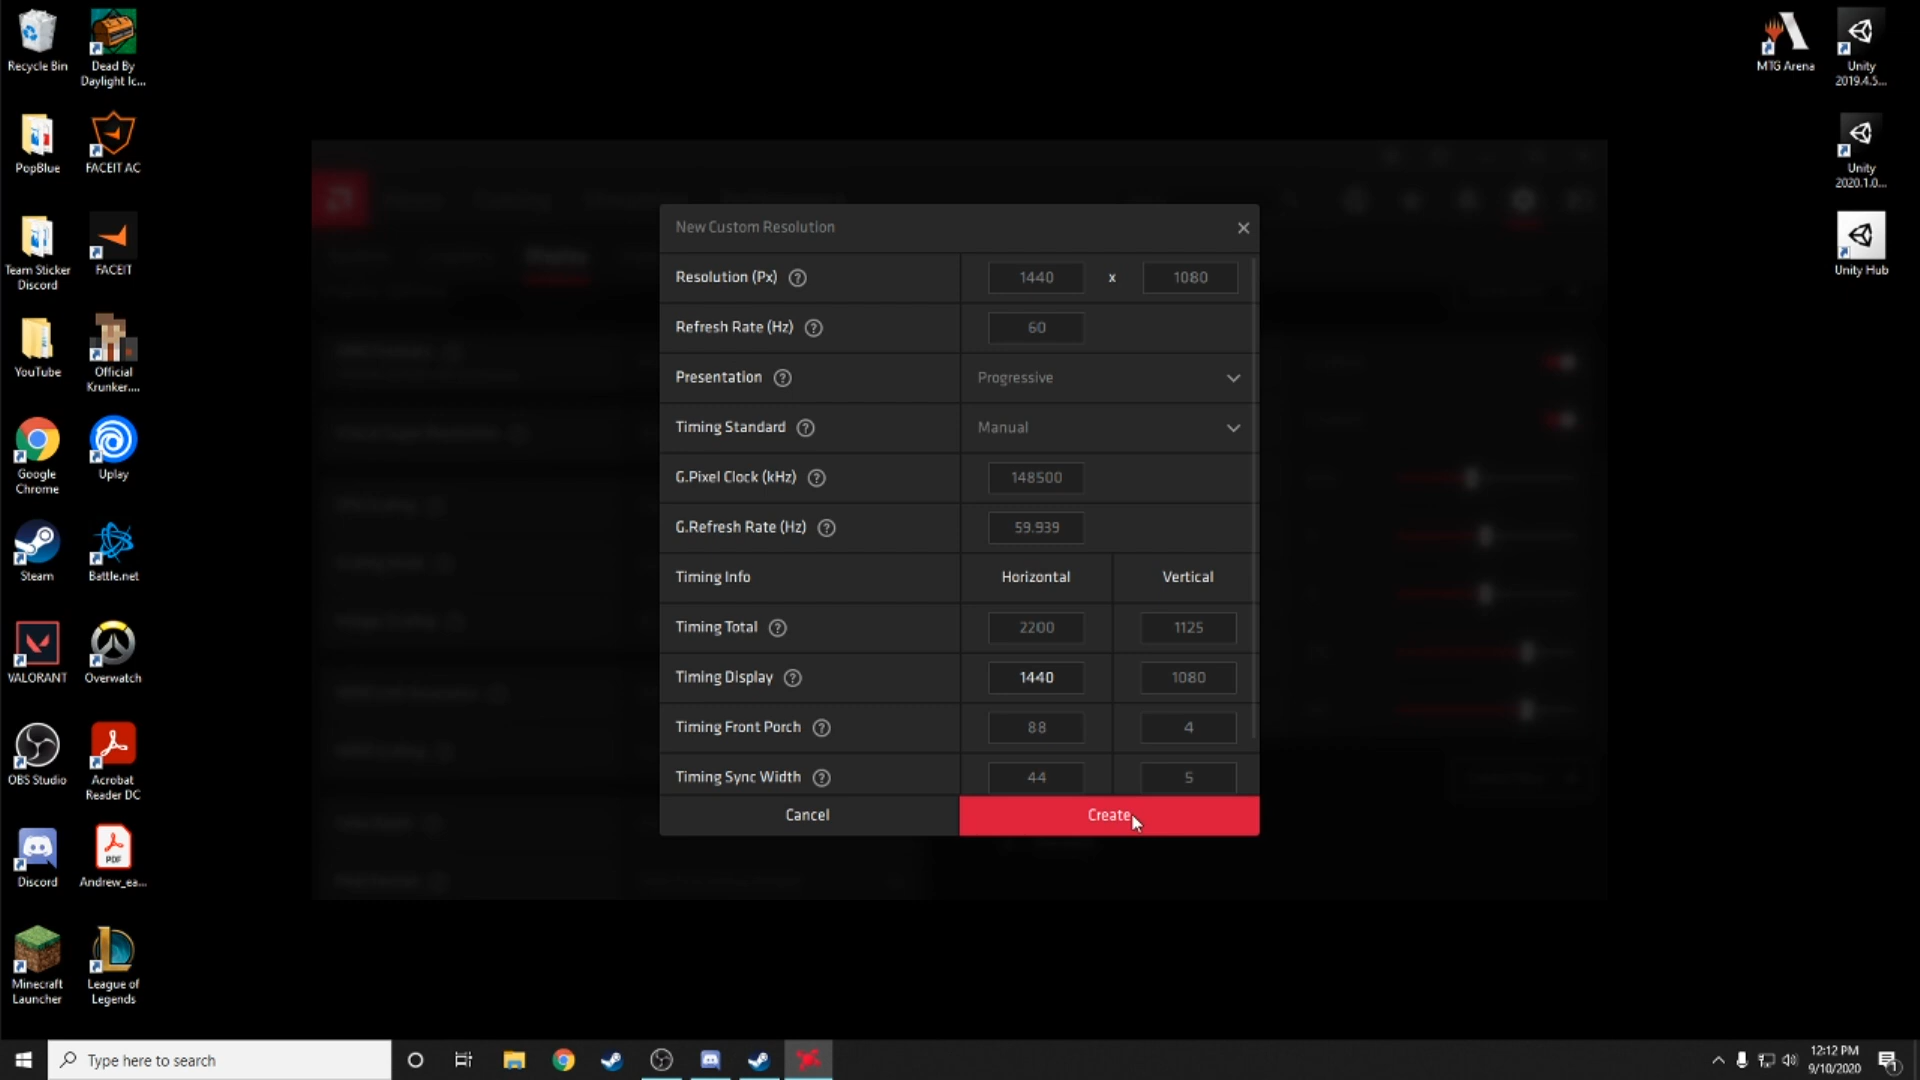 Recycle Bin
Dead By
Daylight Ic...
PopBlue
FACEIT AC
Team Sticker
Discord
FACEIT
YouTube
Official
Krunker....
Google
Chrome
Uplay
Steam
Battle.net
VALORANT
Overwatch
OBS Studio
Acrobat
Reader DC
Discord
PDF
Andrew_ea...
Minecraft
Launcher
League of
Legends
MTG Arena
Unity
2019.4.5...
Unity
2020.1.0...
Unity Hub
Display
New Custom Resolution
Resolution (Px) ? 1440 x 1080
Refresh Rate (Hz) ? 60
Presentation ? Progressive
Timing Standard ? Manual
G.Pixel Clock (kHz) ? 148500
G.Refresh Rate (Hz) ? 59.939
Timing Info Horizontal Vertical
Timing Total ? 2200 1125
Timing Display ? 1440 1080
Timing Front Porch ? 88 4
Timing Sync Width ? 44 5
Cancel Create
Type here to search
12:12 PM
9/10/2020
1